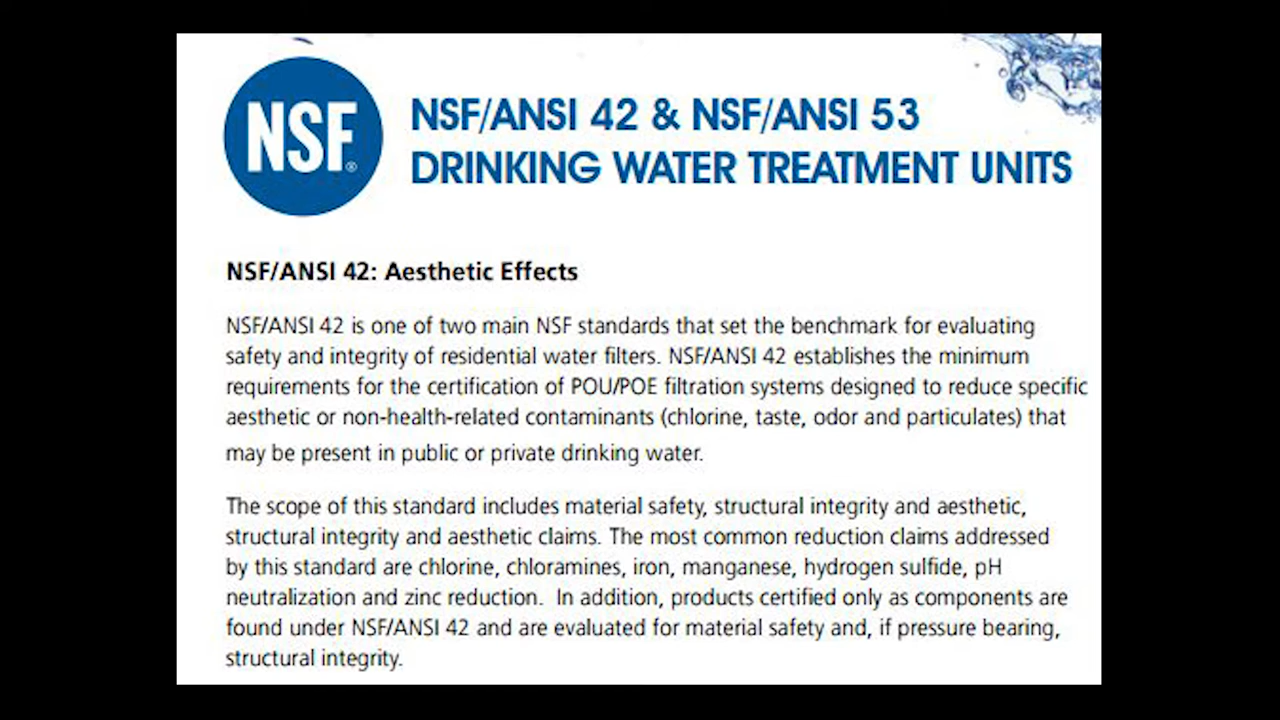 NSF®
NSF/ANSI 42 & NSF/ANSI 53
DRINKING WATER TREATMENT UNITS
NSF/ANSI 42: Aesthetic Effects
NSF/ANSI 42 is one of two main NSF standards that set the benchmark for evaluating
safety and integrity of residential water filters. NSF/ANSI 42 establishes the minimum
requirements for the certification of POU/POE filtration systems designed to reduce specific
aesthetic or non-health-related contaminants (chlorine, taste, odor and particulates) that
may be present in public or private drinking water.
The scope of this standard includes material safety, structural integrity and aesthetic,
structural integrity and aesthetic claims. The most common reduction claims addressed
by this standard are chlorine, chloramines, iron, manganese, hydrogen sulfide, pH
neutralization and zinc reduction. In addition, products certified only as components are
found under NSF/ANSI 42 and are evaluated for material safety and, if pressure bearing,
structural integrity.